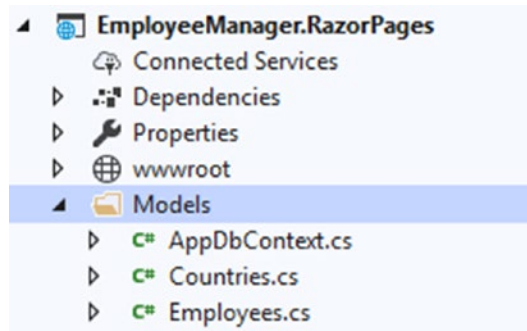 EmployeeManager.RazorPages
Connected Services
Dependencies
Properties
wwwroot
Models
C# AppDbContext.cs
C# Countries.cs
C# Employees.cs